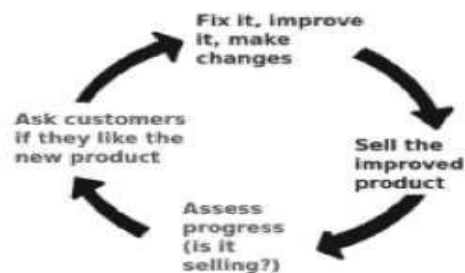 Fix it, improve
it, make
changes
Sell the
improved
product
Assess
progress
(is it
selling?)
Ask customers
if they like the
new product